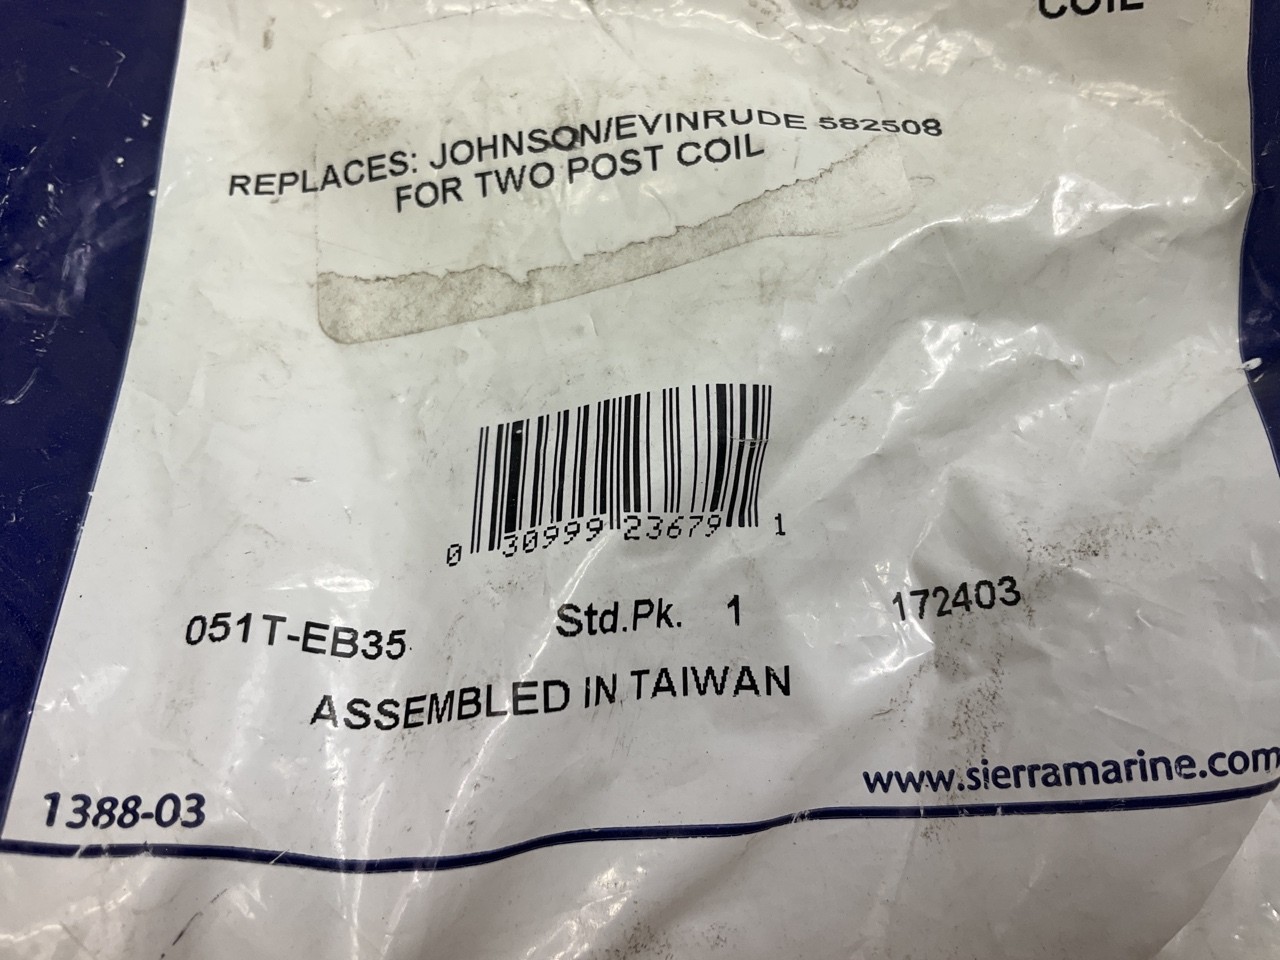 COIL
REPLACES: JOHNSON/EVINRUDE 582508
FOR TWO POST COIL
0 30999 23679 1
051T-EB35 Std.Pk. 1 172403
ASSEMBLED IN TAIWAN
www.sierramarine.com
1388-03